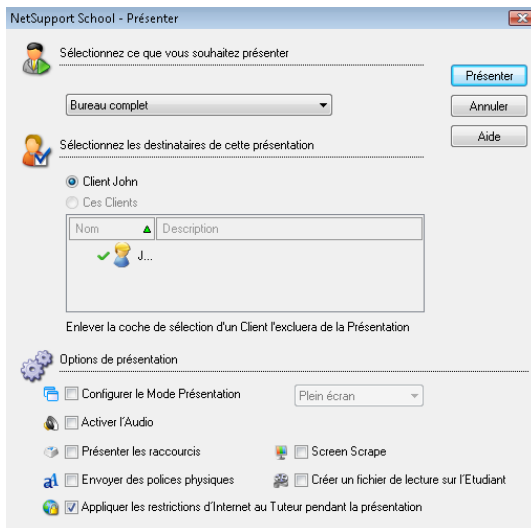 NetSupport School - Présenter
Sélectionnez ce que vous souhaitez présenter
Présenter
Bureau complet
Annuler
Aide
Sélectionnez les destinataires de cette présentation
Client John
Ces Clients
Nom Description
J...
Enlever la coche de sélection d'un Client l'excluera de la Présentation
Options de présentation
Configurer le Mode Présentation Plein écran
Activer l'Audio
Présenter les raccourcis Screen Scrape
Envoyer des polices physiques Créer un fichier de lecture sur l'Etudiant
Appliquer les restrictions d'Internet au Tuteur pendant la présentation